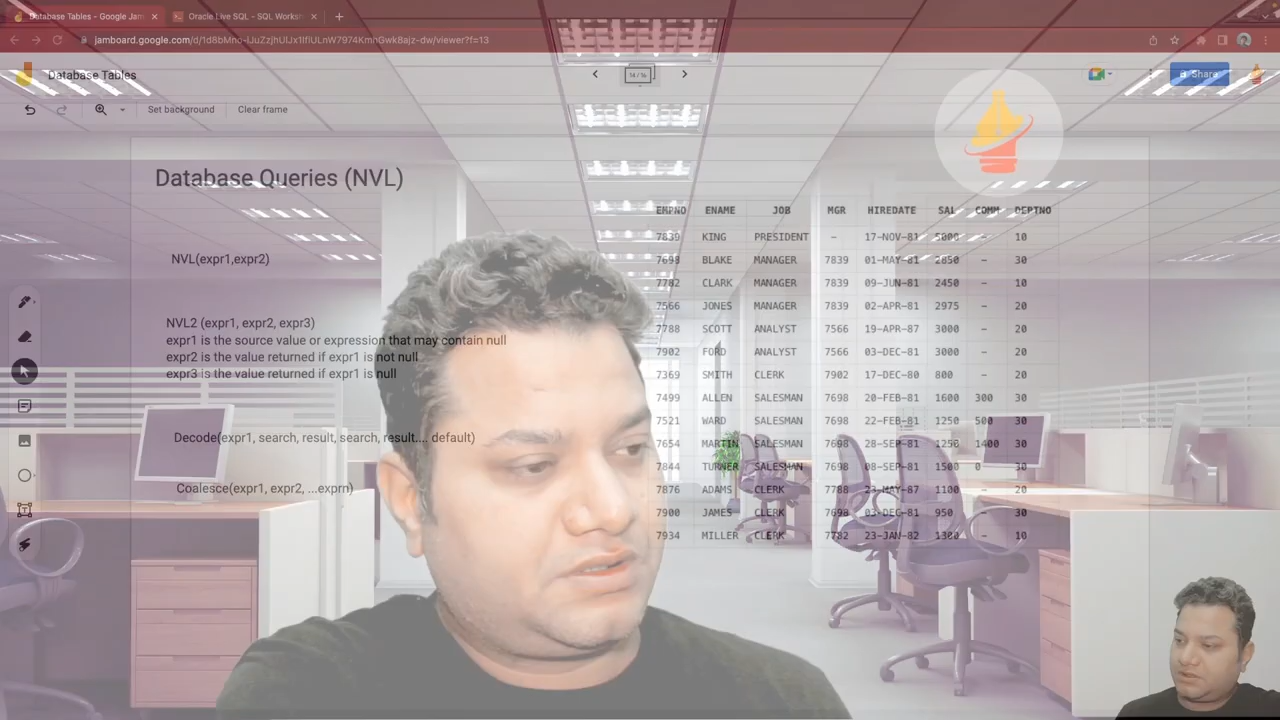 Database Tables - Google Jam
Oracle Live SQL - SQL Worksh
Database Tables
14 / 14
Share
Set background
Clear frame
Database Queries (NVL)
NVL(expr1,expr2)
NVL2 (expr1, expr2, expr3)
expr1 is the source value or expression that may contain null
expr2 is the value returned if expr1 is not null
expr3 is the value returned if expr1 is null
Decode(expr1, search, result, search, result.... default)
Coalesce(expr1, expr2, ...exprn)
EMPNO ENAME JOB MGR HIREDATE SAL COMM DEPTNO
7839 KING PRESIDENT – 17-NOV-81 5000 – 10
7698 BLAKE MANAGER 7839 01-MAY-81 2850 – 30
7782 CLARK MANAGER 7839 09-JUN-81 2450 – 10
7566 JONES MANAGER 7839 02-APR-81 2975 – 20
7788 SCOTT ANALYST 7566 19-APR-87 3000 – 20
7902 FORD ANALYST 7566 03-DEC-81 3000 – 20
7369 SMITH CLERK 7902 17-DEC-80 800 – 20
7499 ALLEN SALESMAN 7698 20-FEB-81 1600 300 30
7521 WARD SALESMAN 7698 22-FEB-81 1250 500 30
7654 MARTIN SALESMAN 7698 28-SEP-81 1250 1400 30
7844 TURNER SALESMAN 7698 08-SEP-81 1500 0 30
7876 ADAMS CLERK 7788 23-MAY-87 1100 – 20
7900 JAMES CLERK 7698 03-DEC-81 950 – 30
7934 MILLER CLERK 7782 23-JAN-82 1300 – 10